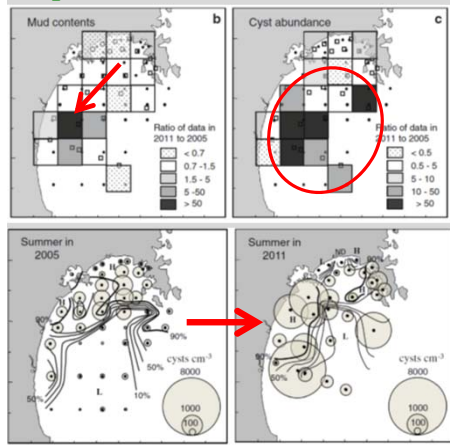 Mud contents b
Ratio of data in
2011 to 2005
< 0.7
0.7 -1.5
1.5 - 5
5 -50
> 50
Cyst abundance c
Ratio of data in
2011 to 2005
< 0.5
0.5 - 5
5 - 10
10 - 50
> 50
Summer in
2005
H
H
90%
90%
50%
10%
50%
L
cysts cm-3
8000
1000
100
Summer in
2011
ND H
L
90%
H
H
L
90%
50%
cysts cm-3
8000
1000
100